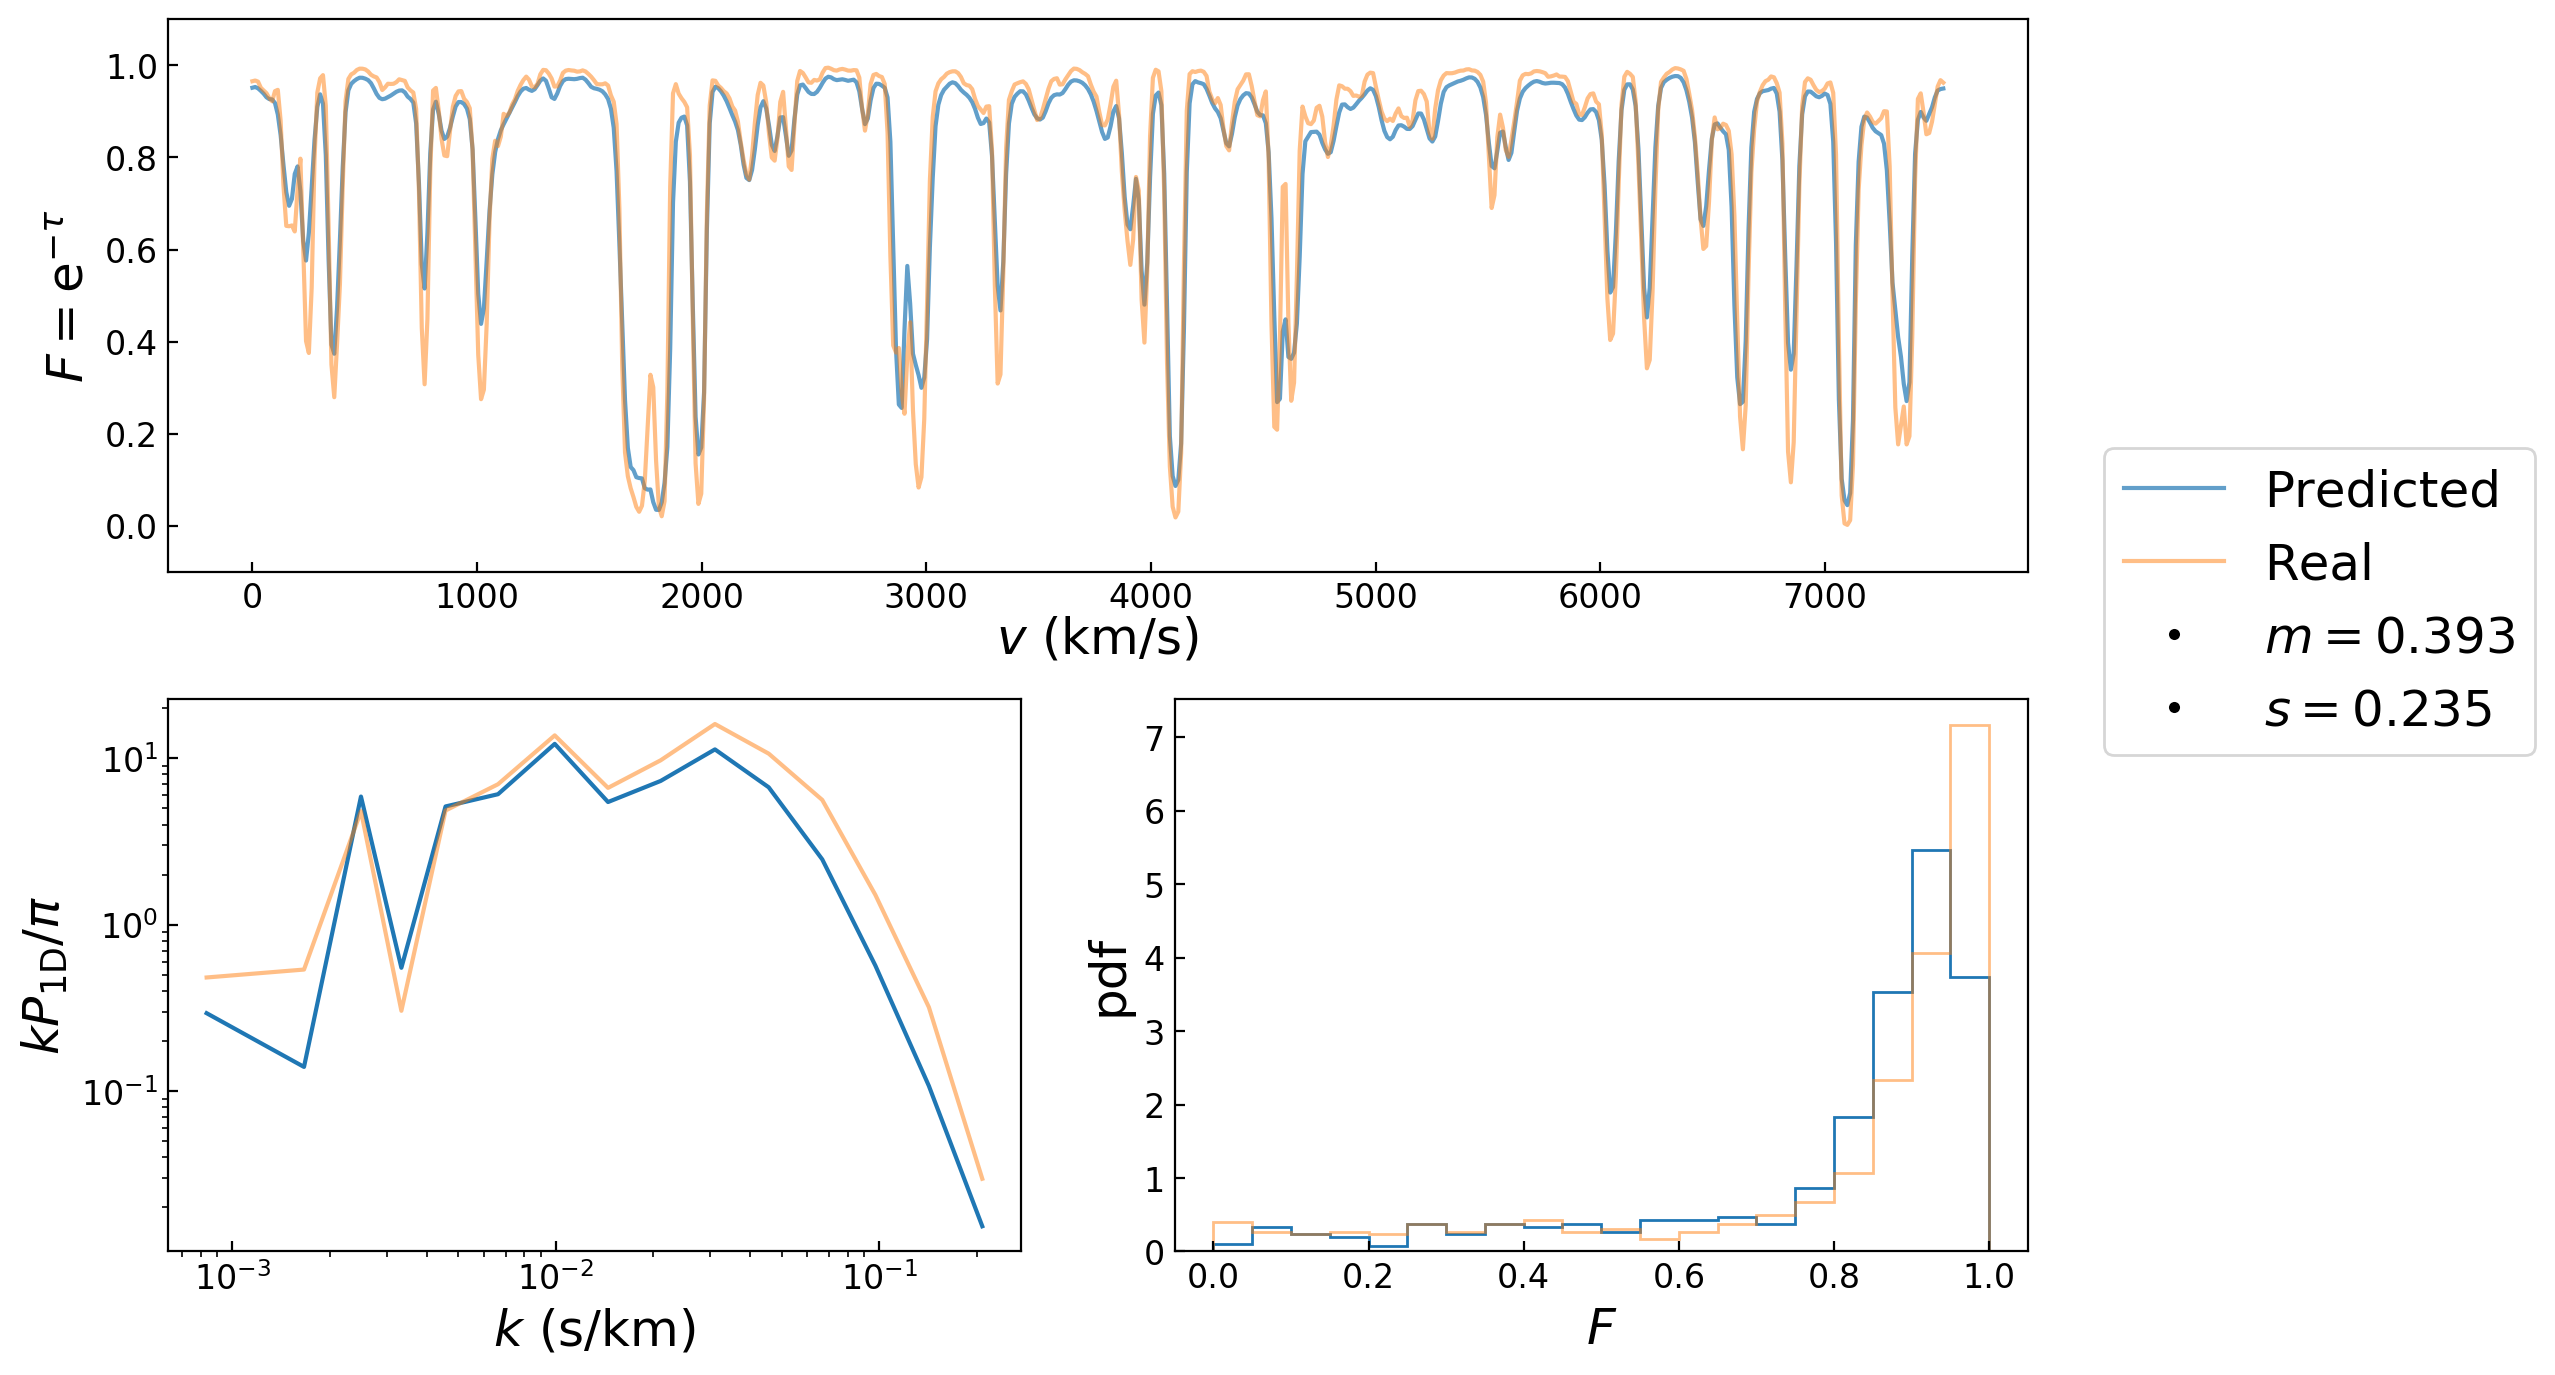 1.0
0.8
0.6
0.4
0.2
0.0
F = e^{−τ}
0 1000 2000 3000 4000 5000 6000 7000
v (km/s)
Predicted
Real
m = 0.393
s = 0.235
10^1
10^0
10^{−1}
kP_{1D}/π
10^{−3} 10^{−2} 10^{−1}
k (s/km)
7
6
5
4
3
2
1
0
pdf
0.0 0.2 0.4 0.6 0.8 1.0
F